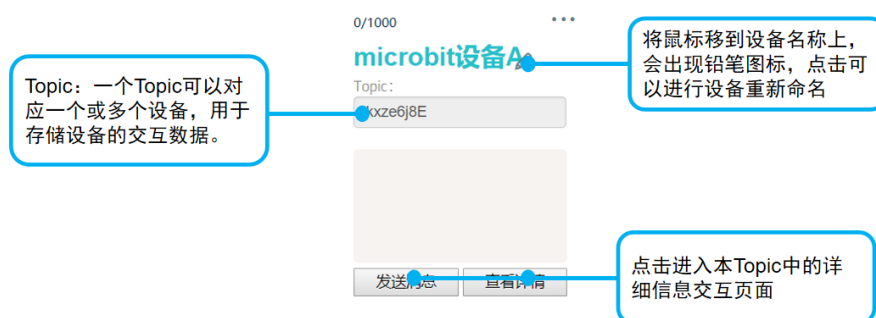 0/1000
microbit设备A
Topic:
kxze6j8E
发送消息 查看详情
Topic：一个Topic可以对
应一个或多个设备，用于
存储设备的交互数据。
将鼠标移到设备名称上，
会出现铅笔图标，点击可
以进行设备重新命名
点击进入本Topic中的详
细信息交互页面